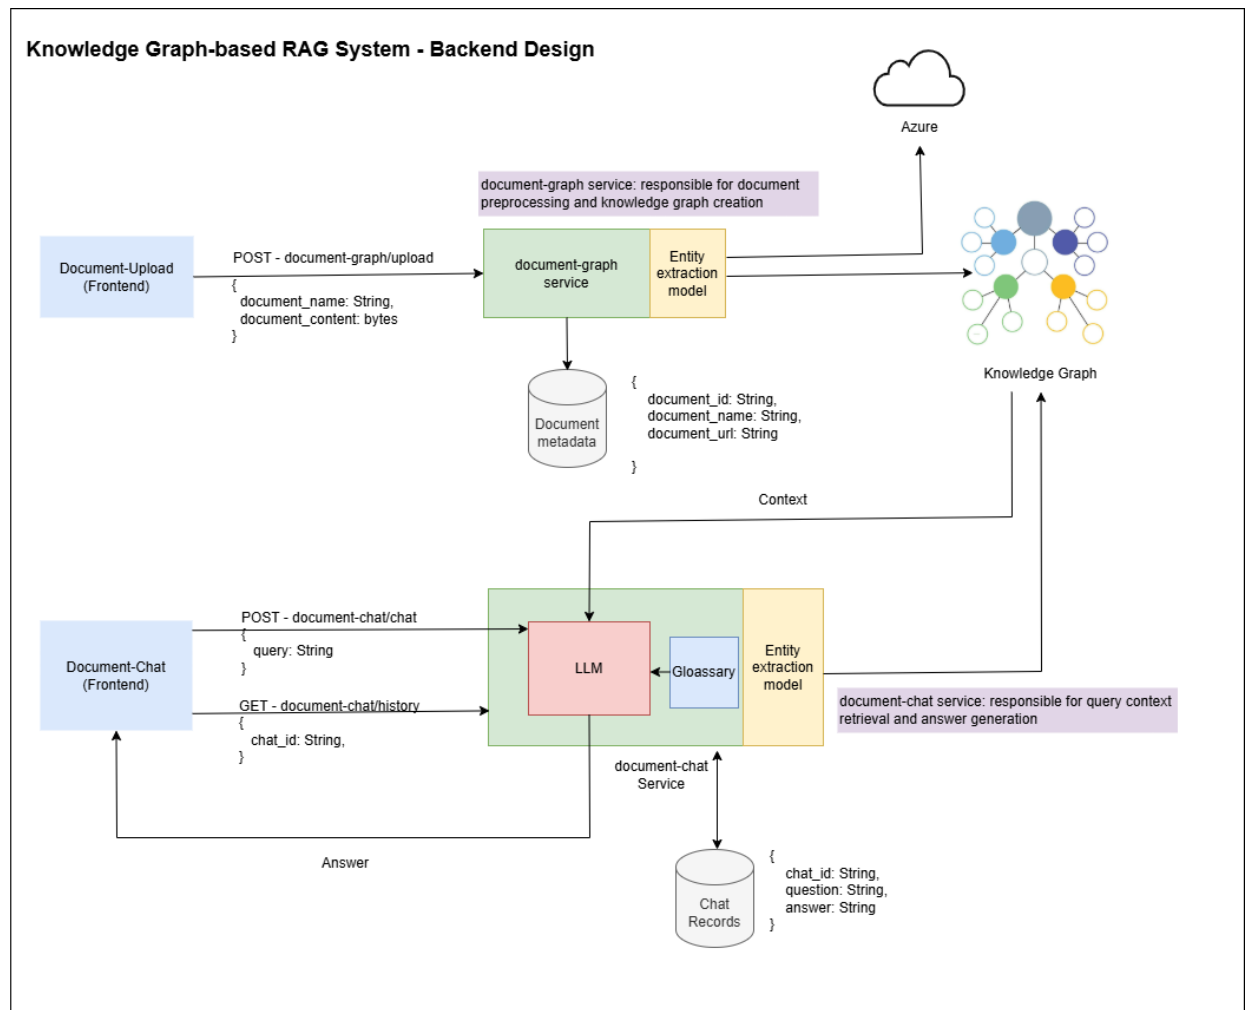 Knowledge Graph-based RAG System - Backend Design
Azure
document-graph service: responsible for document
preprocessing and knowledge graph creation
Document-Upload
(Frontend)
POST - document-graph/upload
{
document_name: String,
document_content: bytes
}
document-graph
service
Entity
extraction
model
Knowledge Graph
Document
metadata
{
document_id: String,
document_name: String,
document_url: String
}
Context
Document-Chat
(Frontend)
POST - document-chat/chat
{
query: String
}
GET - document-chat/history
{
chat_id: String,
}
LLM
Gloassary
Entity
extraction
model
document-chat service: responsible for query context
retrieval and answer generation
document-chat
Service
Answer
Chat
Records
{
chat_id: String,
question: String,
answer: String
}